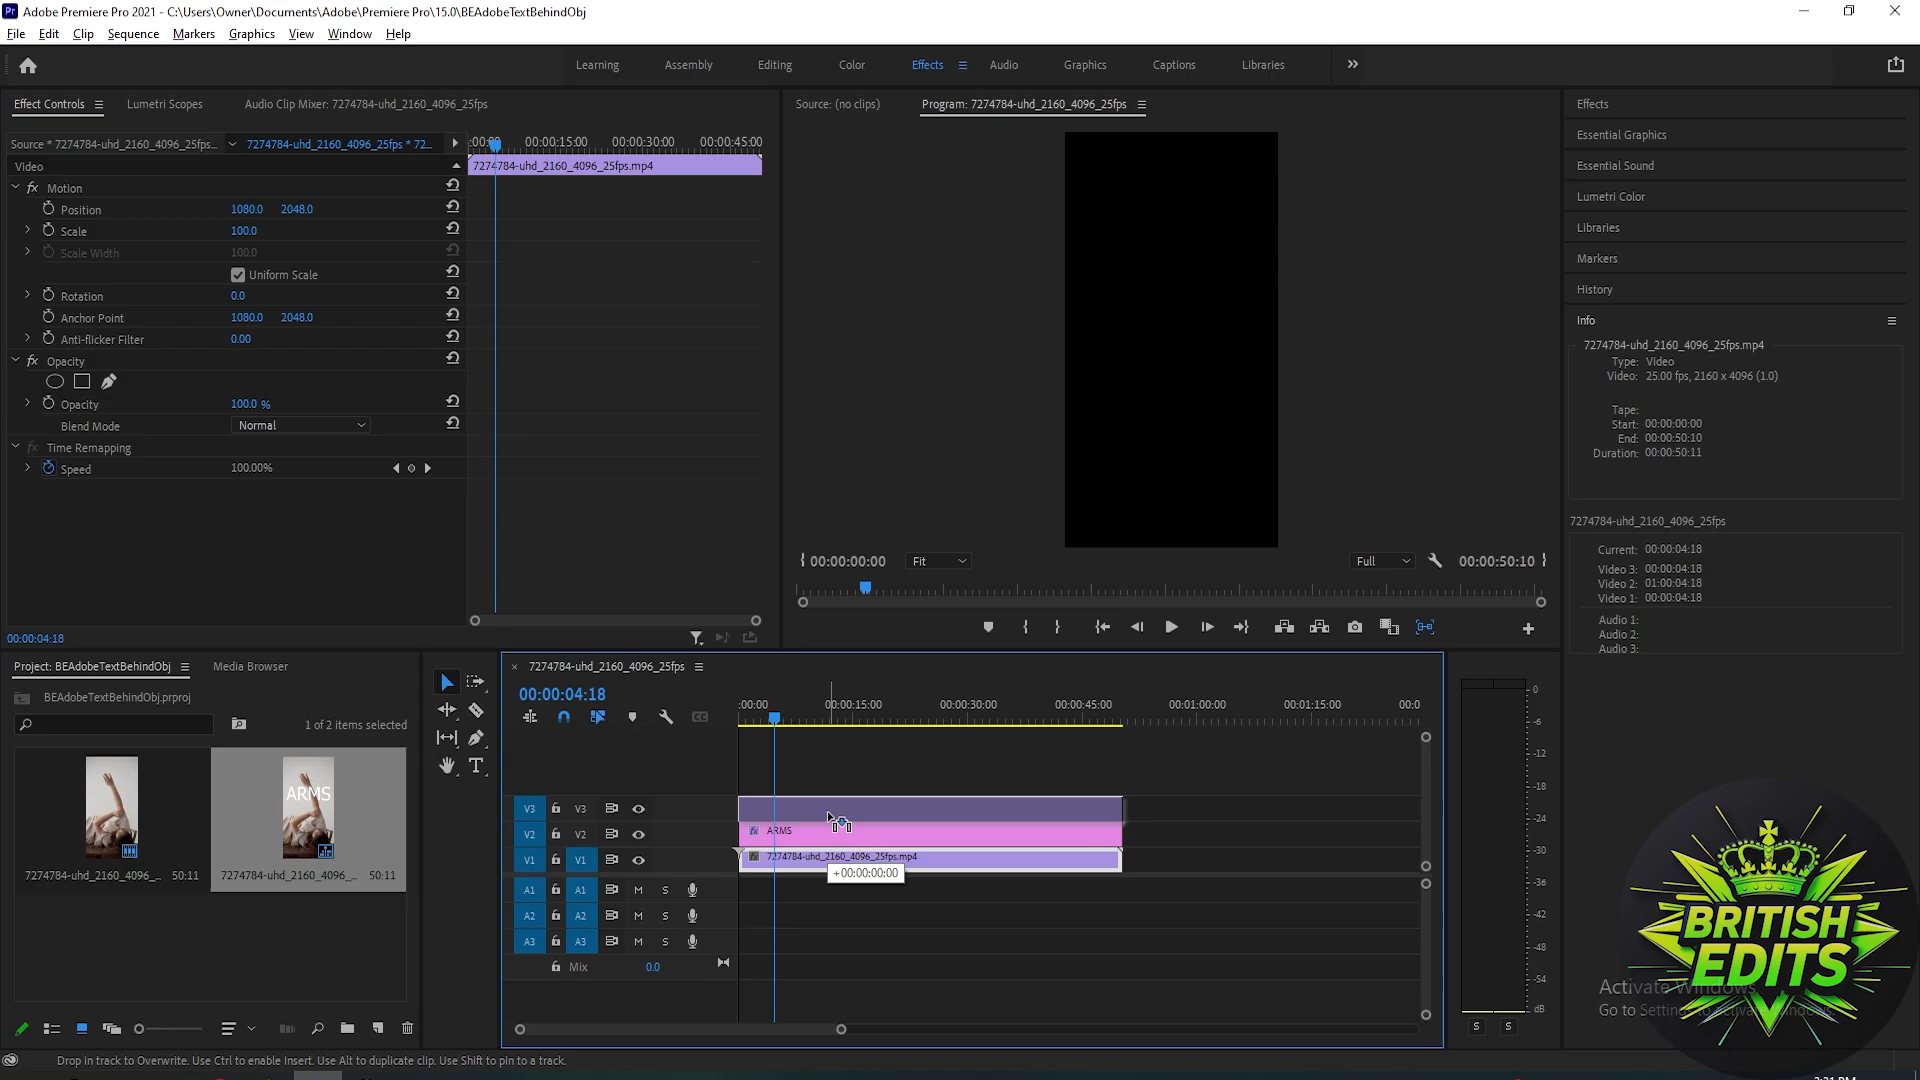 Adobe Premiere Pro 2021 - C:\Users\Owner\Documents\Adobe\Premiere Pro\15.0\BEAdobeTextBehindObj
File Edit Clip Sequence Markers Graphics View Window Help
Learning Assembly Editing Color Effects Audio Graphics Captions Libraries
Effect Controls Lumetri Scopes Audio Clip Mixer: 7274784-uhd_2160_4096_25fps
Source: (no clips) Program: 7274784-uhd_2160_4096_25fps
Source * 7274784-uhd_2160_4096_25fps... 7274784-uhd_2160_4096_25fps * 72...
:00:00 00:00:15:00 00:00:30:00 00:00:45:00
Video
7274784-uhd_2160_4096_25fps.mp4
fx Motion
Position 1080.0 2048.0
Scale 100.0
Scale Width 100.0
Uniform Scale
Rotation 0.0
Anchor Point 1080.0 2048.0
Anti-flicker Filter 0.00
fx Opacity
Opacity 100.0 %
Blend Mode Normal
fx Time Remapping
Speed 100.00%
00:00:04:18
00:00:00:00 Fit Full 00:00:50:10
Effects
Essential Graphics
Essential Sound
Lumetri Color
Libraries
Markers
History
Info
7274784-uhd_2160_4096_25fps.mp4
Type: Video
Video: 25.00 fps, 2160 x 4096 (1.0)
Tape:
Start: 00:00:00:00
End: 00:00:50:10
Duration: 00:00:50:11
7274784-uhd_2160_4096_25fps
Current: 00:00:04:18
Video 3: 00:00:04:18
Video 2: 01:00:04:18
Video 1: 00:00:04:18
Audio 1:
Audio 2:
Audio 3:
Project: BEAdobeTextBehindObj Media Browser
BEAdobeTextBehindObj.prproj
1 of 2 items selected
ARMS
7274784-uhd_2160_4096_... 50:11
7274784-uhd_2160_4096_... 50:11
7274784-uhd_2160_4096_25fps
00:00:04:18
:00:00 00:00:15:00 00:00:30:00 00:00:45:00 00:01:00:00 00:01:15:00 00:0
V3 V3
V2 V2 fx ARMS
V1 V1 7274784-uhd_2160_4096_25fps.mp4
+00:00:00:00
A1 A1 M S
A2 A2 M S
A3 A3 M S
Mix 0.0
0
-6
-12
-18
-24
-30
-36
-42
-48
-54
dB
S S
BRITISH
EDITS
Activate Windows
Go to Settings to activate Windows.
Drop in track to Overwrite. Use Ctrl to enable Insert. Use Alt to duplicate clip. Use Shift to pin to a track.